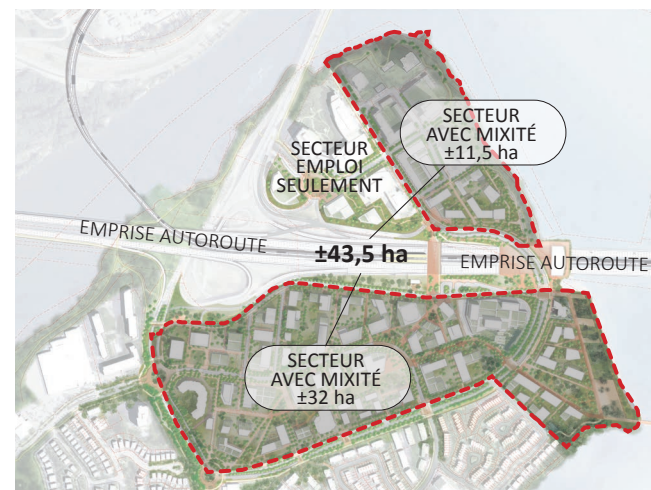 SECTEUR
AVEC MIXITÉ
±11,5 ha
SECTEUR
EMPLOI
SEULEMENT
EMPRISE AUTOROUTE
±43,5 ha
EMPRISE AUTOROUTE
SECTEUR
AVEC MIXITÉ
±32 ha